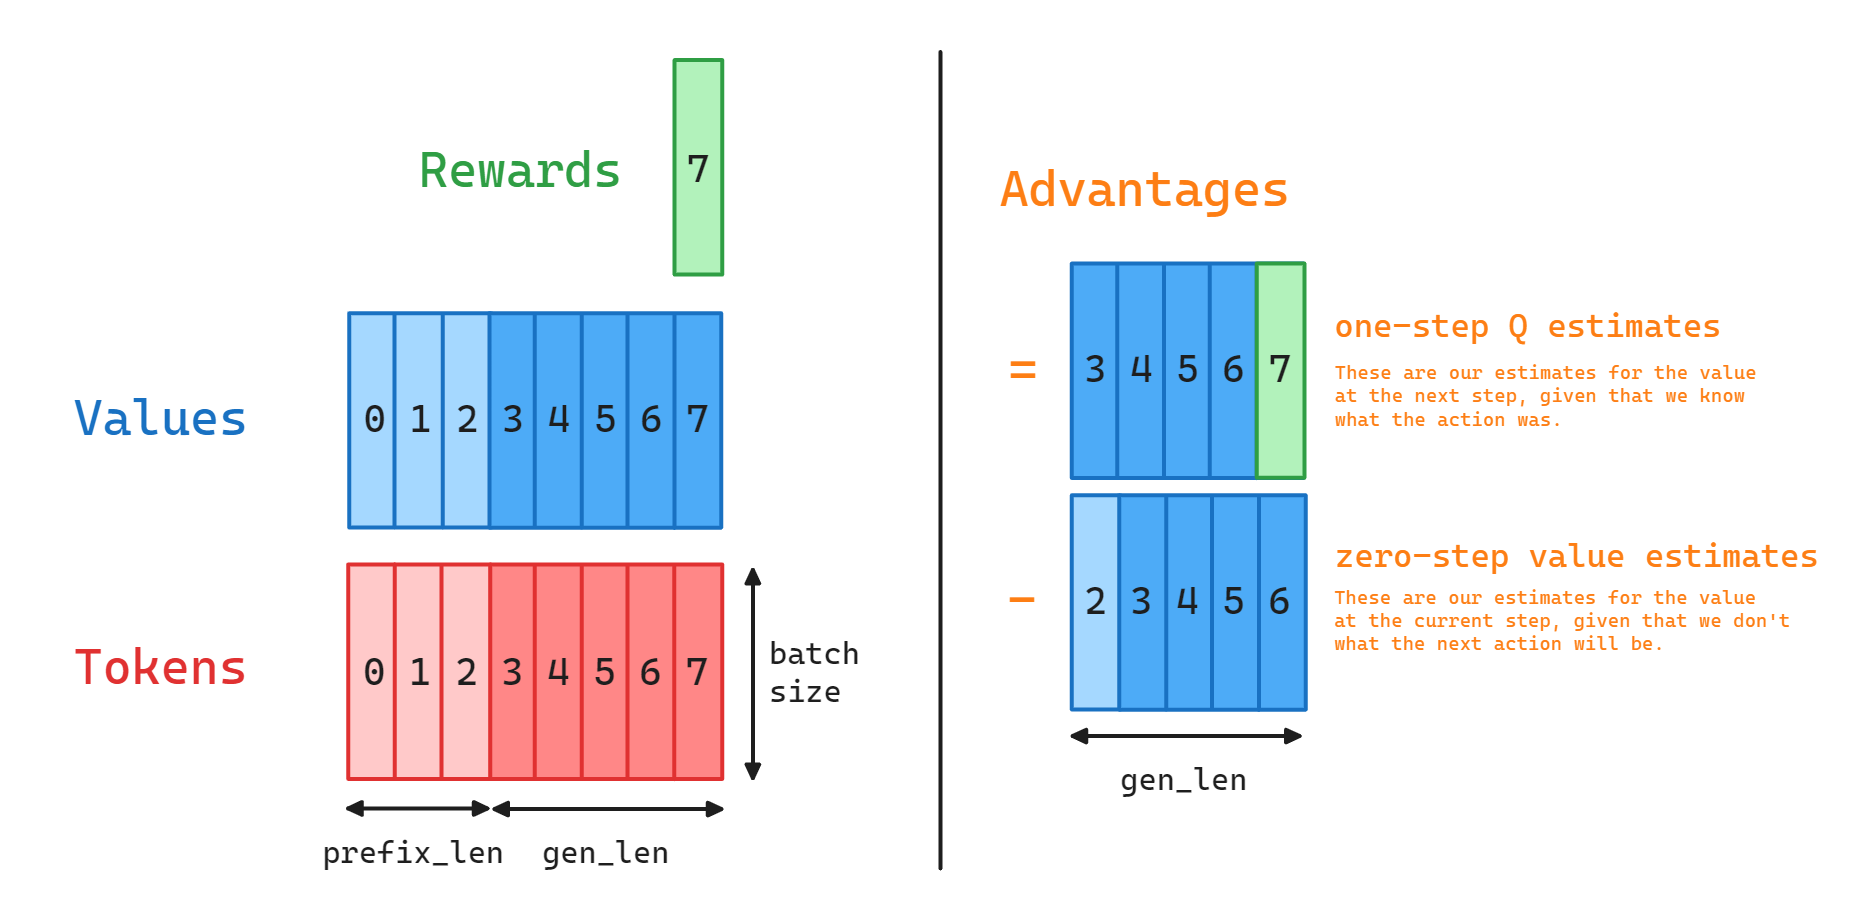 Rewards
7
Values
0 1 2 3 4 5 6 7
Tokens
0 1 2 3 4 5 6 7
batch
size
prefix_len
gen_len
Advantages
=
3 4 5 6 7
one-step Q estimates
These are our estimates for the value
at the next step, given that we know
what the action was.
−
2 3 4 5 6
zero-step value estimates
These are our estimates for the value
at the current step, given that we don't
what the next action will be.
gen_len